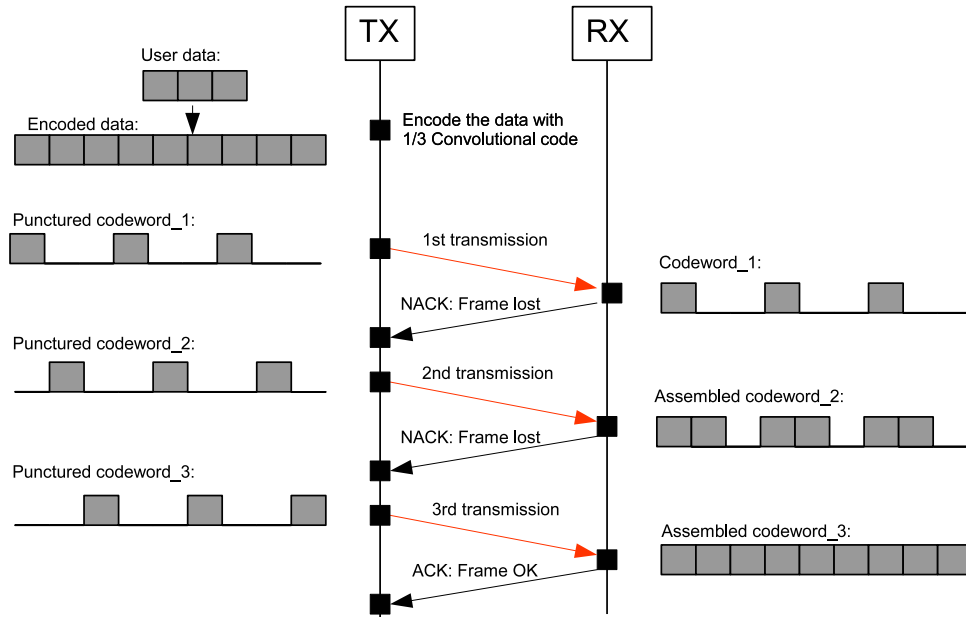 TX
RX
User data:
Encoded data:
Encode the data with
1/3 Convolutional code
Punctured codeword_1:
1st transmission
Codeword_1:
NACK: Frame lost
Punctured codeword_2:
2nd transmission
Assembled codeword_2:
NACK: Frame lost
Punctured codeword_3:
3rd transmission
Assembled codeword_3:
ACK: Frame OK